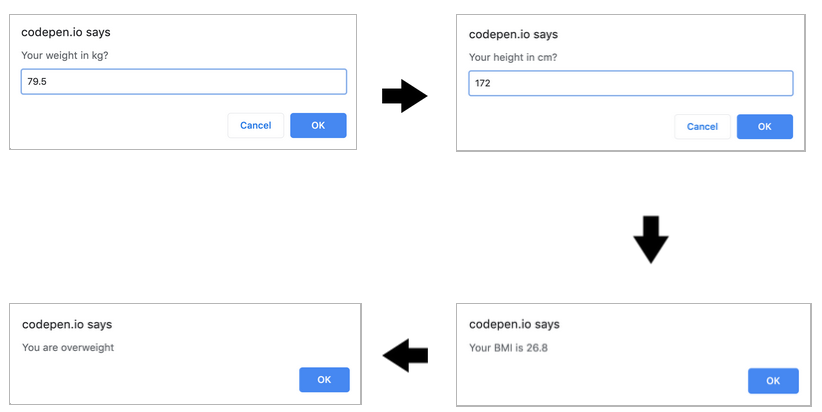 codepen.io says
Your weight in kg?
79.5
Cancel OK
codepen.io says
Your height in cm?
172
Cancel OK
codepen.io says
Your BMI is 26.8
OK
codepen.io says
You are overweight
OK